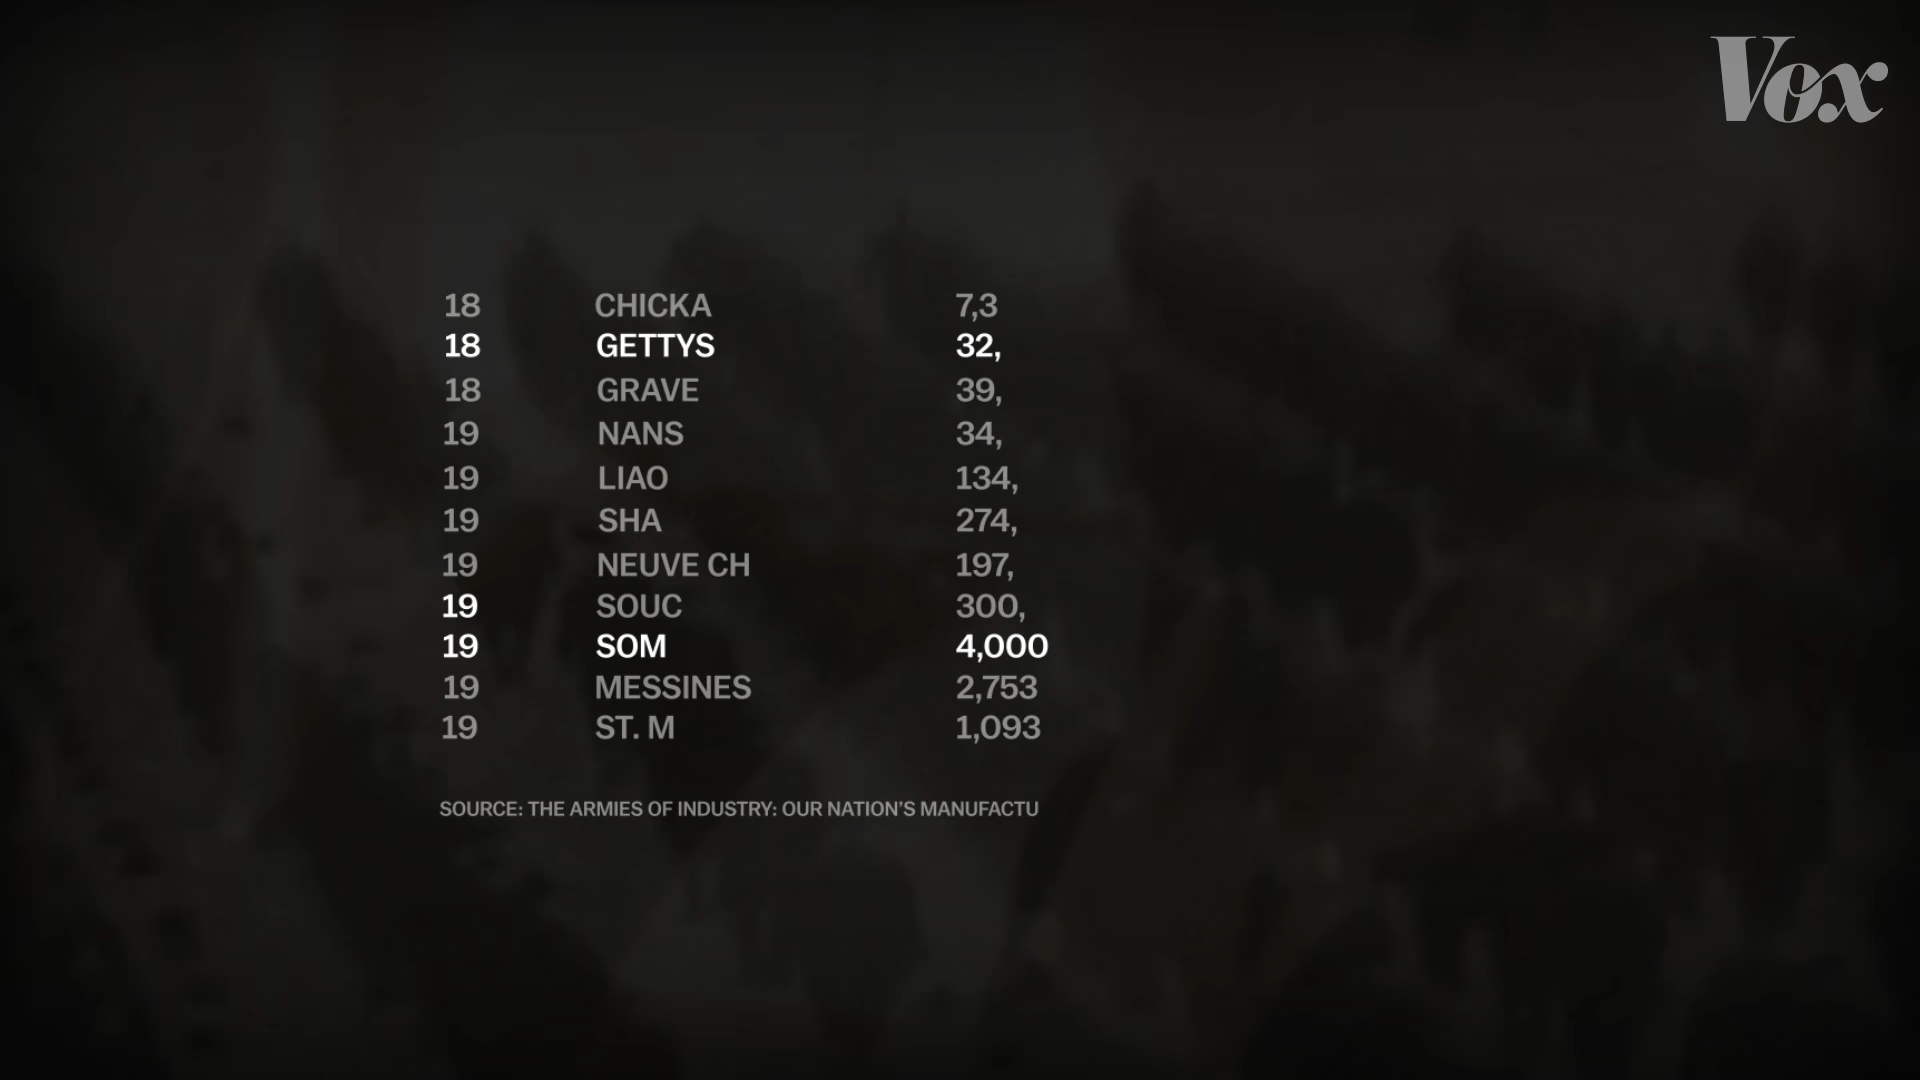 Vox
18 CHICKA 7,3
18 GETTYS 32,
18 GRAVE 39,
19 NANS 34,
19 LIAO 134,
19 SHA 274,
19 NEUVE CH 197,
19 SOUC 300,
19 SOM 4,000
19 MESSINES 2,753
19 ST. M 1,093
SOURCE: THE ARMIES OF INDUSTRY: OUR NATION'S MANUFACTU